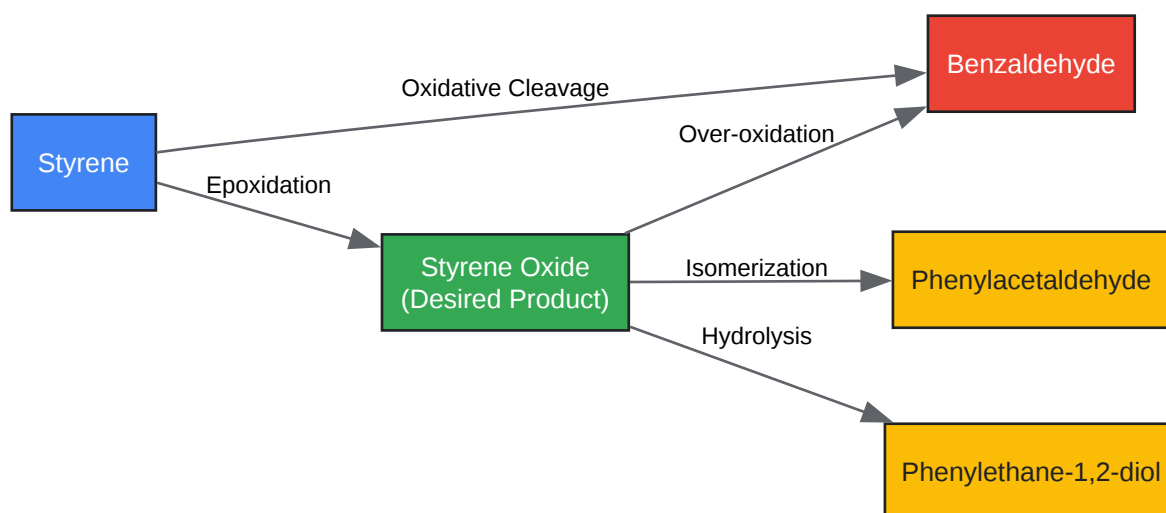 Benzaldehyde
Oxidative Cleavage
Over-oxidation
Styrene
Epoxidation
Styrene Oxide
(Desired Product)
Isomerization
Phenylacetaldehyde
Hydrolysis
Phenylethane-1,2-diol